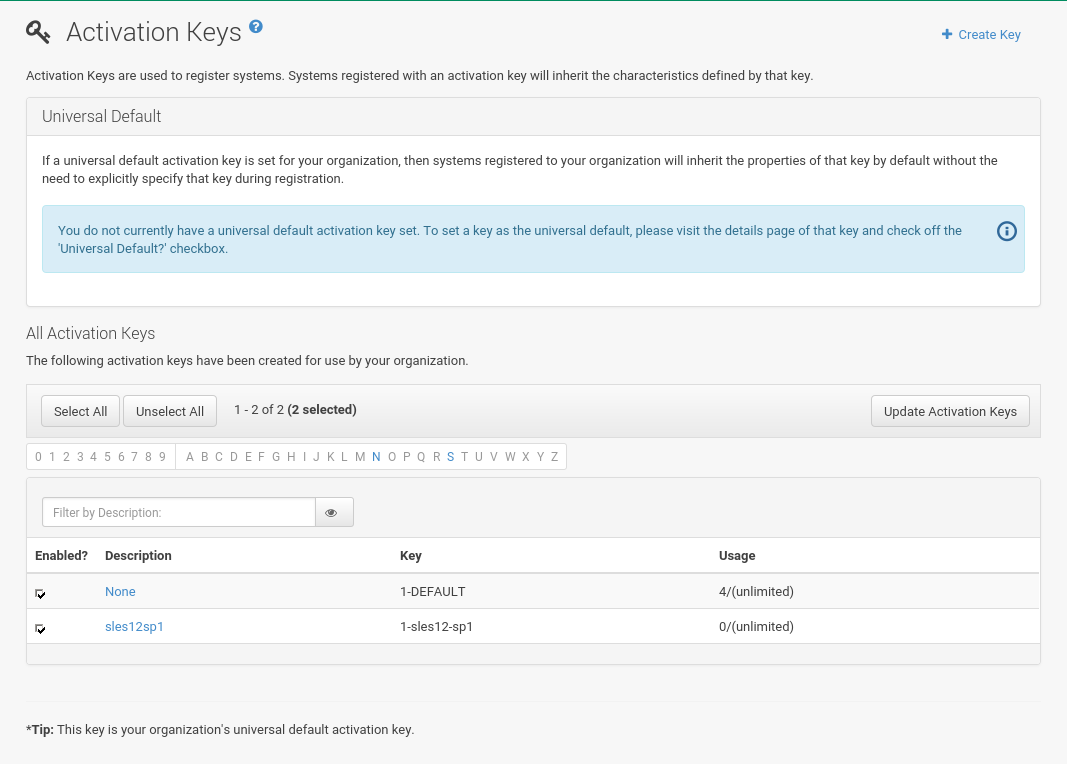 Activation Keys ?
+ Create Key
Activation Keys are used to register systems. Systems registered with an activation key will inherit the characteristics defined by that key.
Universal Default
If a universal default activation key is set for your organization, then systems registered to your organization will inherit the properties of that key by default without the
need to explicitly specify that key during registration.
You do not currently have a universal default activation key set. To set a key as the universal default, please visit the details page of that key and check off the
'Universal Default?' checkbox.
All Activation Keys
The following activation keys have been created for use by your organization.
Select All Unselect All 1 - 2 of 2 (2 selected) Update Activation Keys
0 1 2 3 4 5 6 7 8 9 A B C D E F G H I J K L M N O P Q R S T U V W X Y Z
Filter by Description:
Enabled? Description Key Usage
None 1-DEFAULT 4/(unlimited)
sles12sp1 1-sles12-sp1 0/(unlimited)
*Tip: This key is your organization's universal default activation key.